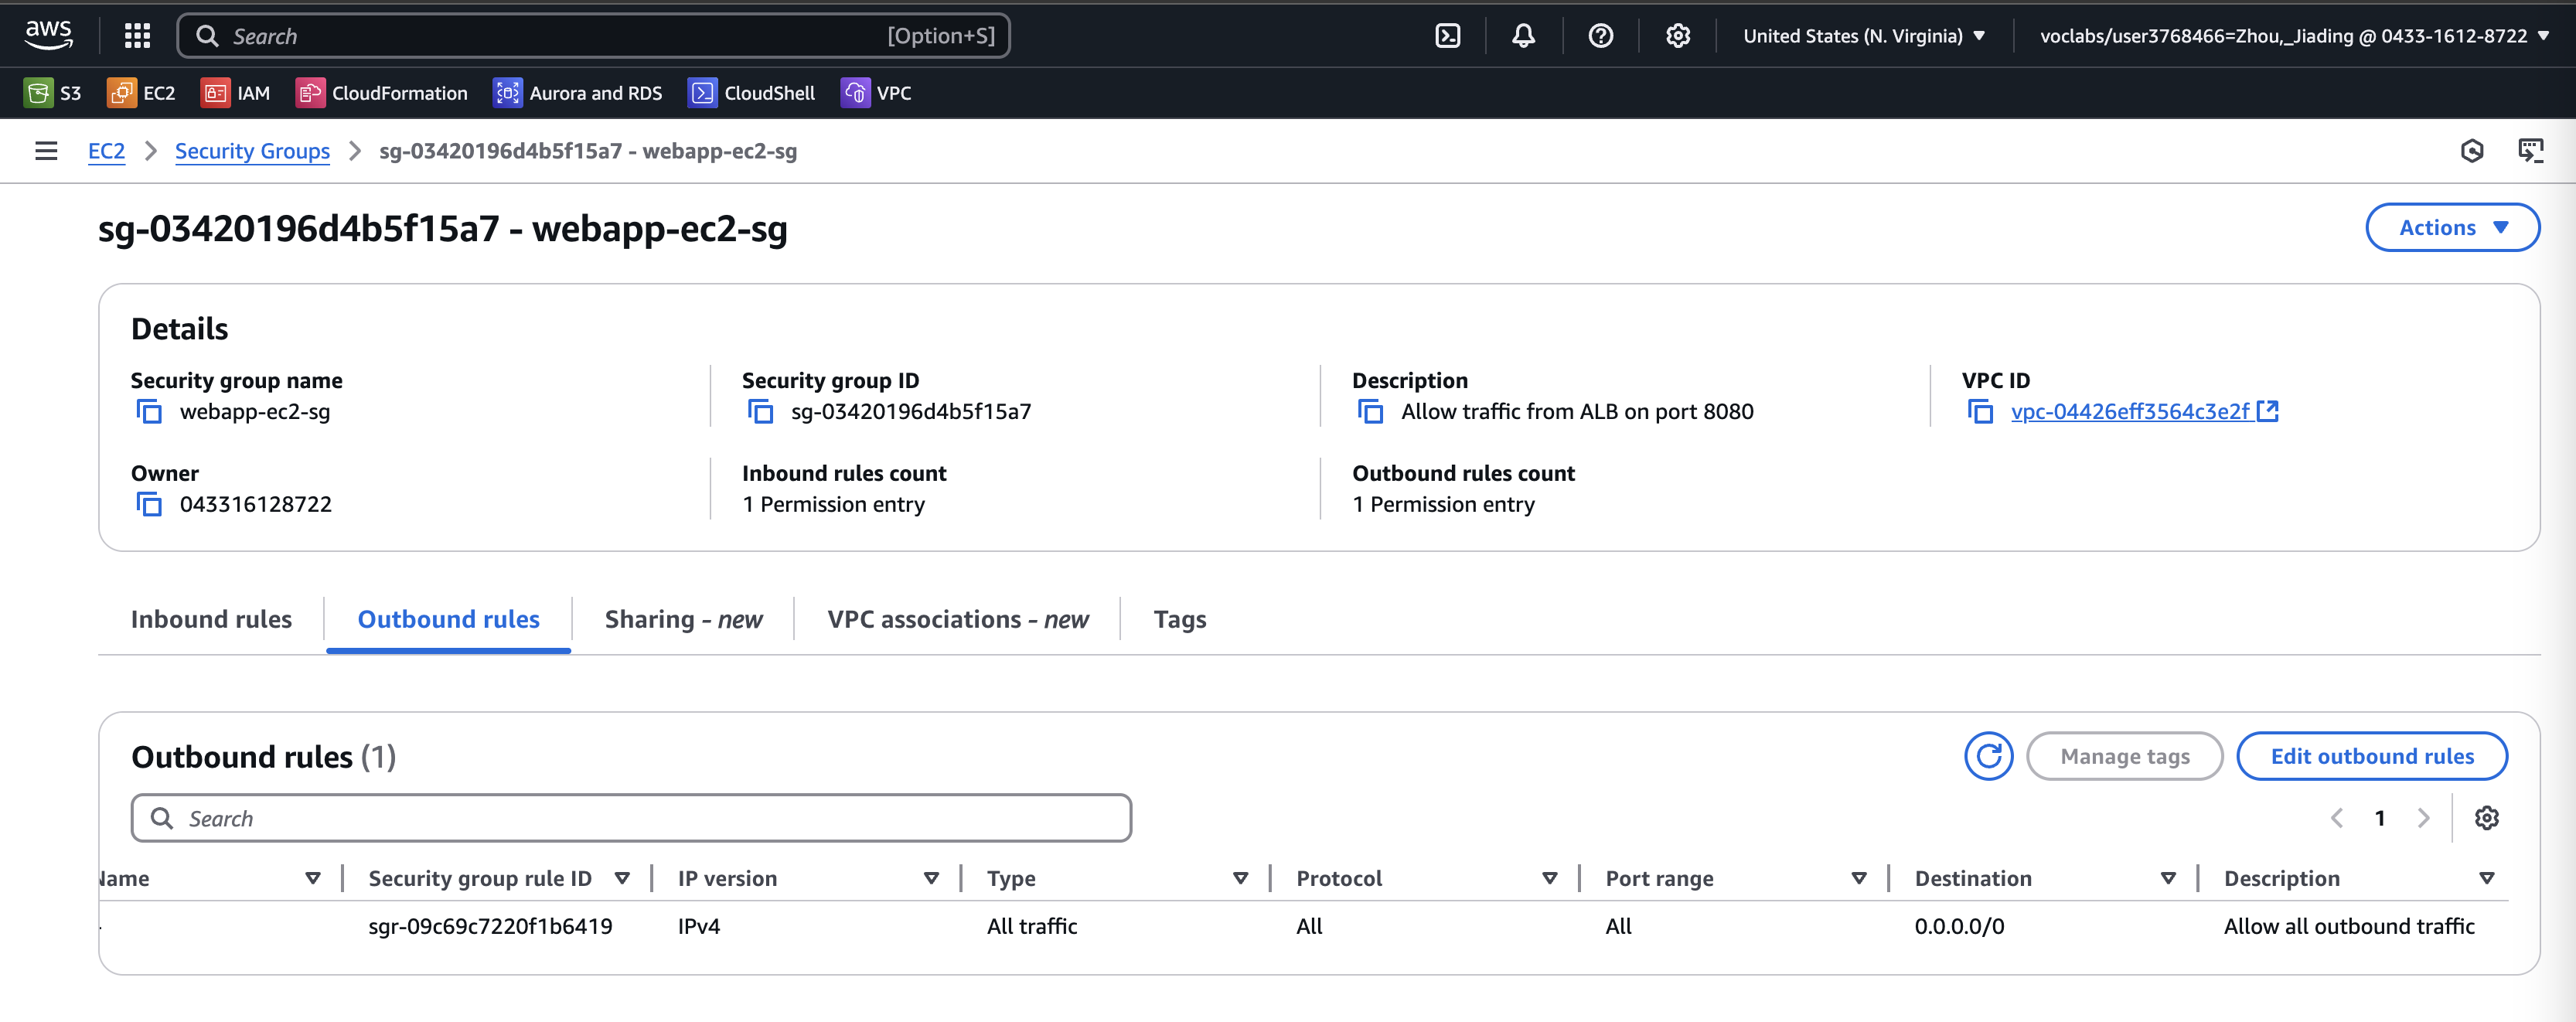 aws
Search [Option+S]
United States (N. Virginia)
voclabs/user3768466=Zhou,_Jiading @ 0433-1612-8722
S3 EC2 IAM CloudFormation Aurora and RDS CloudShell VPC
EC2 Security Groups sg-03420196d4b5f15a7 - webapp-ec2-sg
sg-03420196d4b5f15a7 - webapp-ec2-sg
Actions
Details
Security group name
webapp-ec2-sg
Security group ID
sg-03420196d4b5f15a7
Description
Allow traffic from ALB on port 8080
VPC ID
vpc-04426eff3564c3e2f
Owner
043316128722
Inbound rules count
1 Permission entry
Outbound rules count
1 Permission entry
Inbound rules Outbound rules Sharing - new VPC associations - new Tags
Outbound rules (1)
Manage tags Edit outbound rules
Search
1
Name Security group rule ID IP version Type Protocol Port range Destination Description
sgr-09c69c7220f1b6419 IPv4 All traffic All All 0.0.0.0/0 Allow all outbound traffic